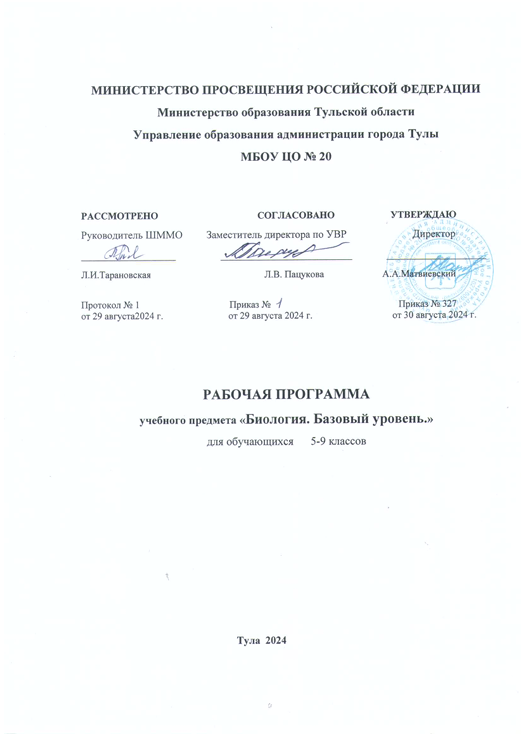 МИНИСТЕРСТВО ПРОСВЕЩЕНИЯ РОССИЙСКОЙ ФЕДЕРАЦИИ
Министерство образования Тульской области
Управление образования администрации города Тулы
МБОУ ЦО № 20
РАССМОТРЕНО СОГЛАСОВАНО УТВЕРЖДАЮ
Руководитель ШММО Заместитель директора по УВР Директор
Л.И.Тарановская Л.В. Пацукова А.А.Матвиевский
Протокол № 1 Приказ № 1 Приказ № 327
от 29 августа2024 г. от 29 августа 2024 г. от 30 августа 2024 г.
РАБОЧАЯ ПРОГРАММА
учебного предмета «Биология. Базовый уровень.»
для обучающихся 5-9 классов
Тула 2024